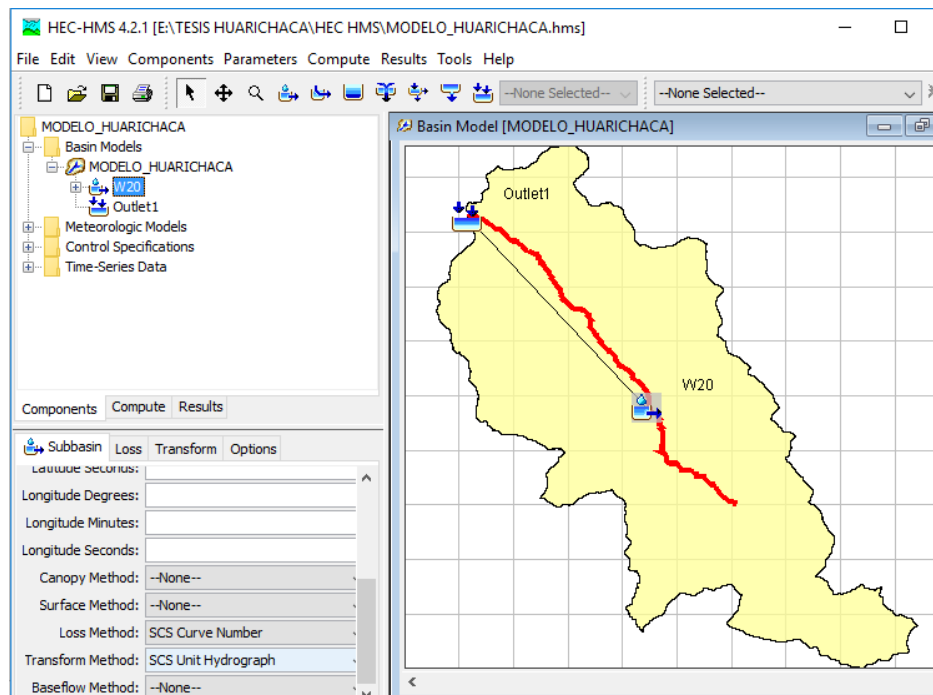 HEC-HMS 4.2.1 [E:\TESIS HUARICHACA\HEC HMS\MODELO_HUARICHACA.hms]
File Edit View Components Parameters Compute Results Tools Help
--None Selected-- --None Selected--
MODELO_HUARICHACA
Basin Models
MODELO_HUARICHACA
W20
Outlet1
Meteorologic Models
Control Specifications
Time-Series Data
Components Compute Results
Basin Model [MODELO_HUARICHACA]
Outlet1
W20
Subbasin Loss Transform Options
Latitude Seconds:
Longitude Degrees:
Longitude Minutes:
Longitude Seconds:
Canopy Method: --None--
Surface Method: --None--
Loss Method: SCS Curve Number
Transform Method: SCS Unit Hydrograph
Baseflow Method: --None--